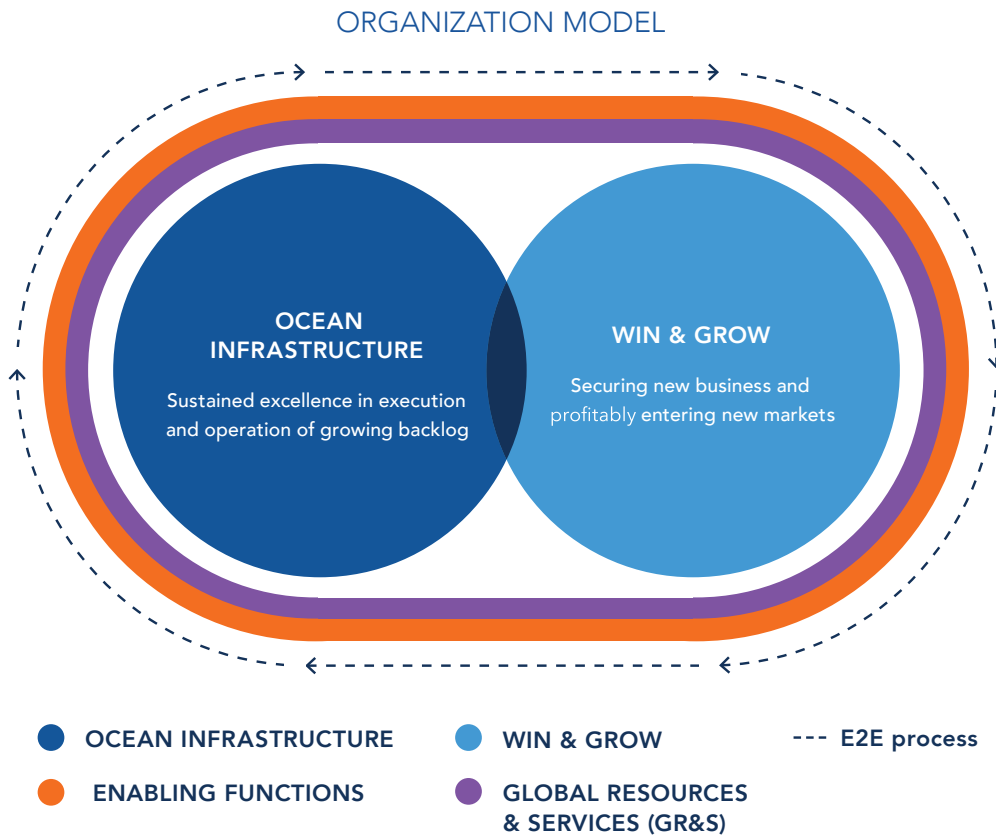 ORGANIZATION MODEL
OCEAN
INFRASTRUCTURE
Sustained excellence in execution
and operation of growing backlog
WIN & GROW
Securing new business and
profitably entering new markets
OCEAN INFRASTRUCTURE
WIN & GROW
E2E process
ENABLING FUNCTIONS
GLOBAL RESOURCES
& SERVICES (GR&S)